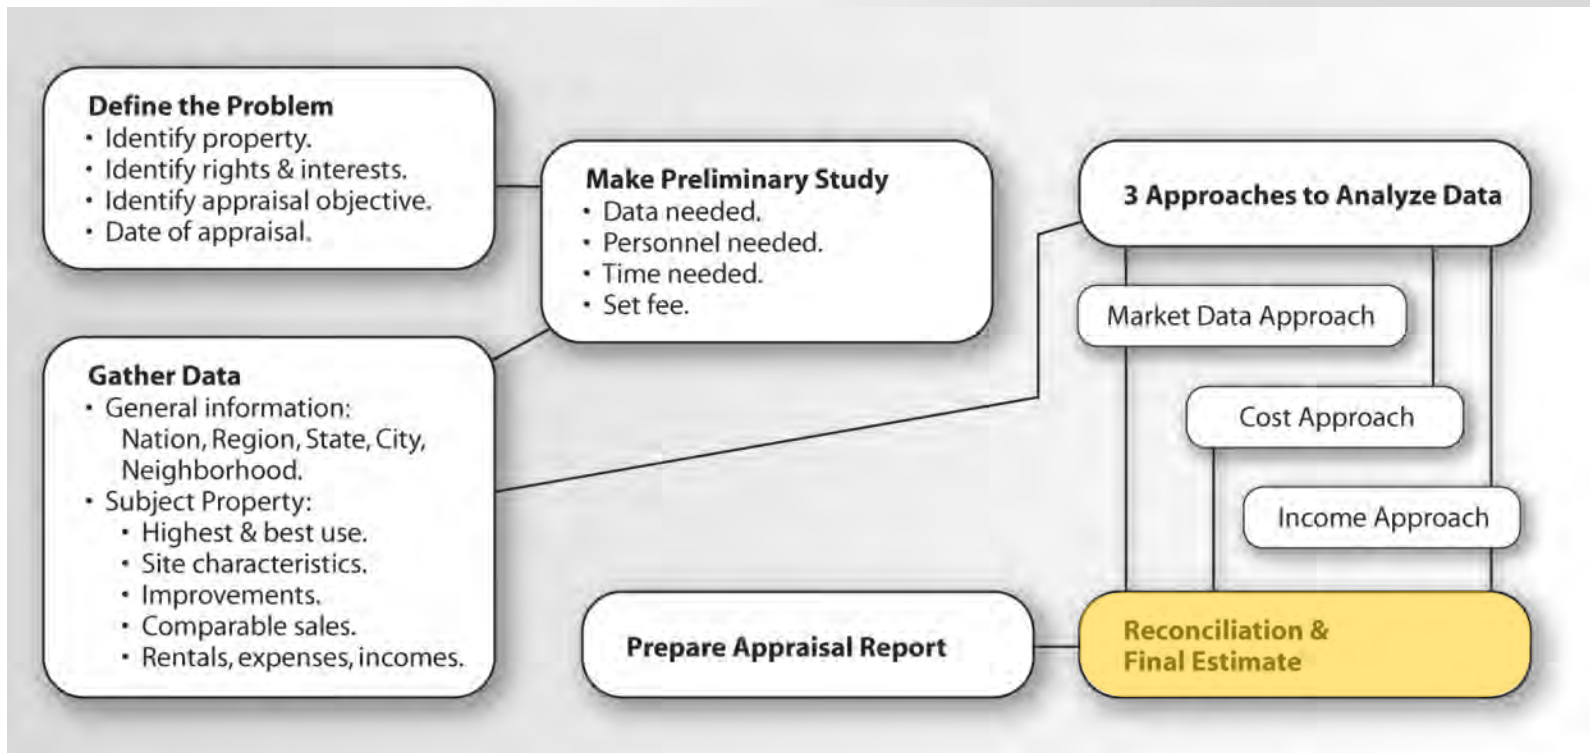 Define the Problem
• Identify property.
• Identify rights & interests.
• Identify appraisal objective.
• Date of appraisal.
Make Preliminary Study
• Data needed.
• Personnel needed.
• Time needed.
• Set fee.
Gather Data
• General information:
Nation, Region, State, City,
Neighborhood.
• Subject Property:
• Highest & best use.
• Site characteristics.
• Improvements.
• Comparable sales.
• Rentals, expenses, incomes.
3 Approaches to Analyze Data
Market Data Approach
Cost Approach
Income Approach
Reconciliation &
Final Estimate
Prepare Appraisal Report